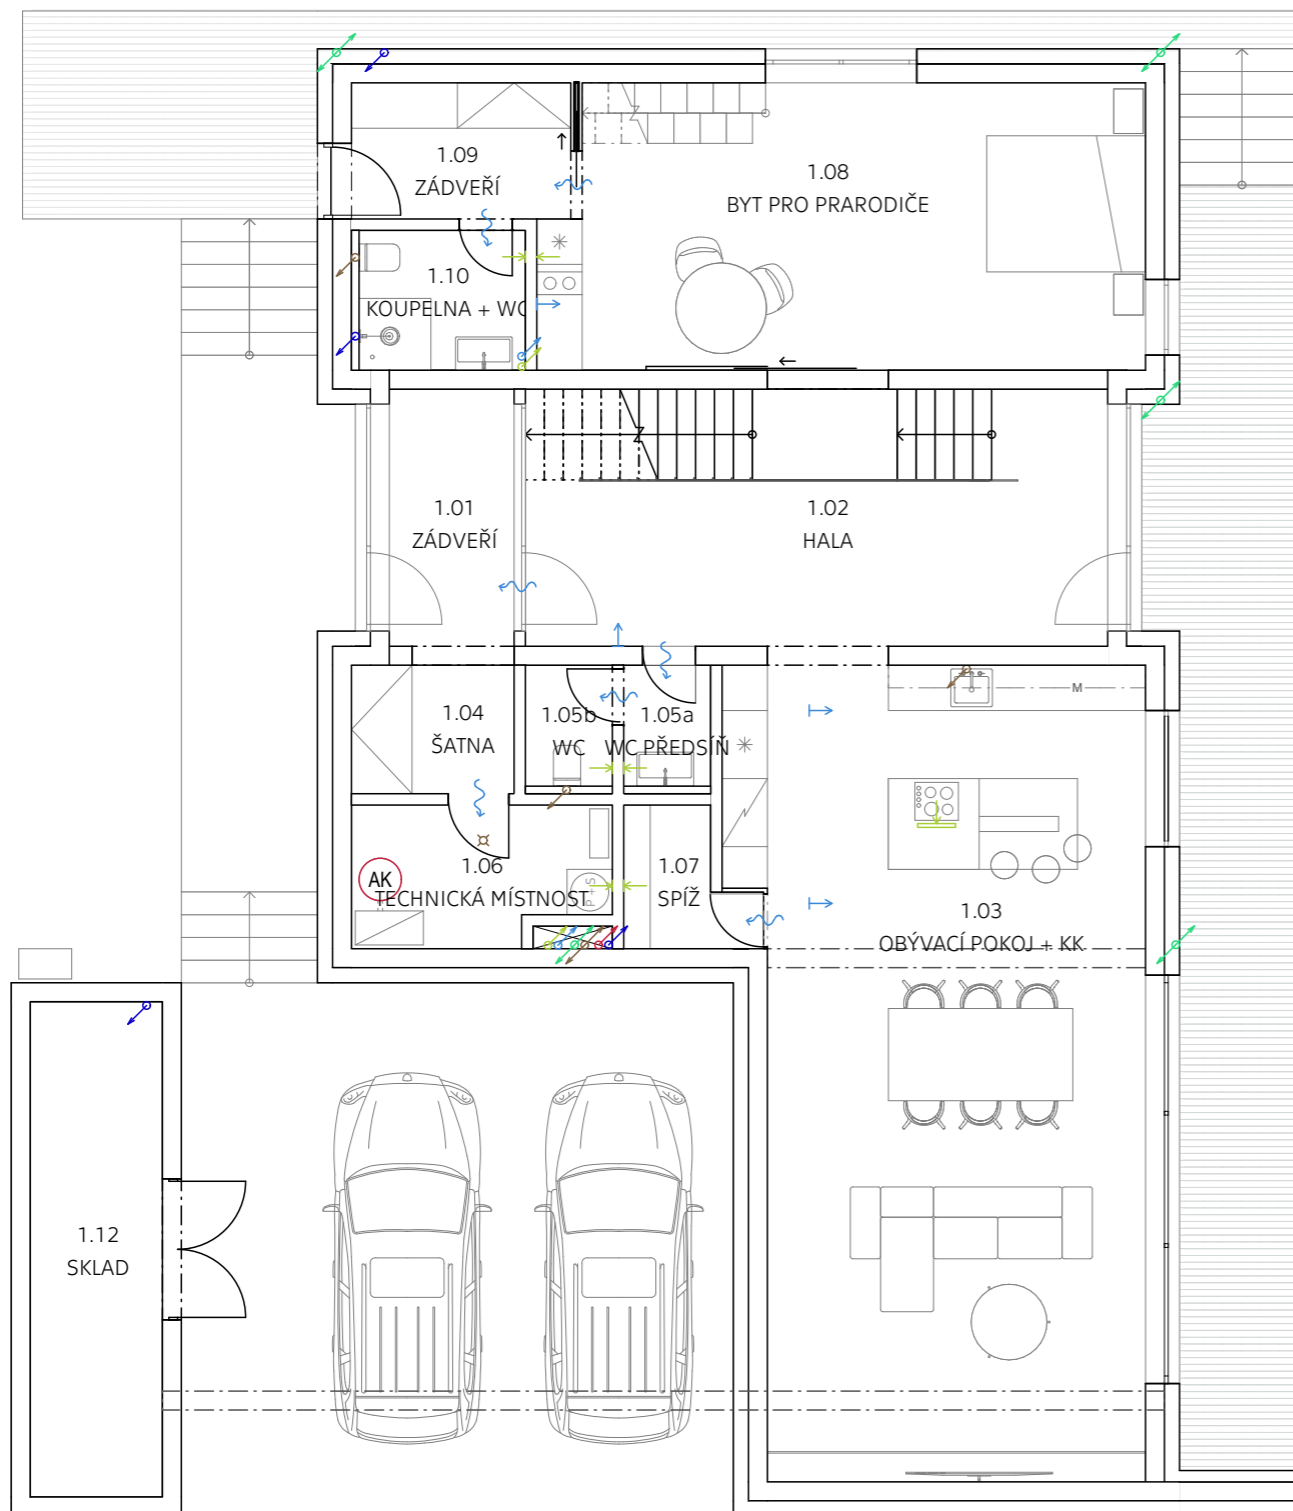 1.09
ZÁDVEŘÍ
1.08
BYT PRO PRARODIČE
1.10
KOUPELNA + WC
1.01
ZÁDVEŘÍ
1.02
HALA
1.04
ŠATNA
1.05b
WC
1.05a
WC PŘEDSÍŇ
M
1.06
TECHNICKÁ MÍSTNOST
AK
P + S
1.07
SPÍŽ
1.03
OBÝVACÍ POKOJ + KK
1.12
SKLAD